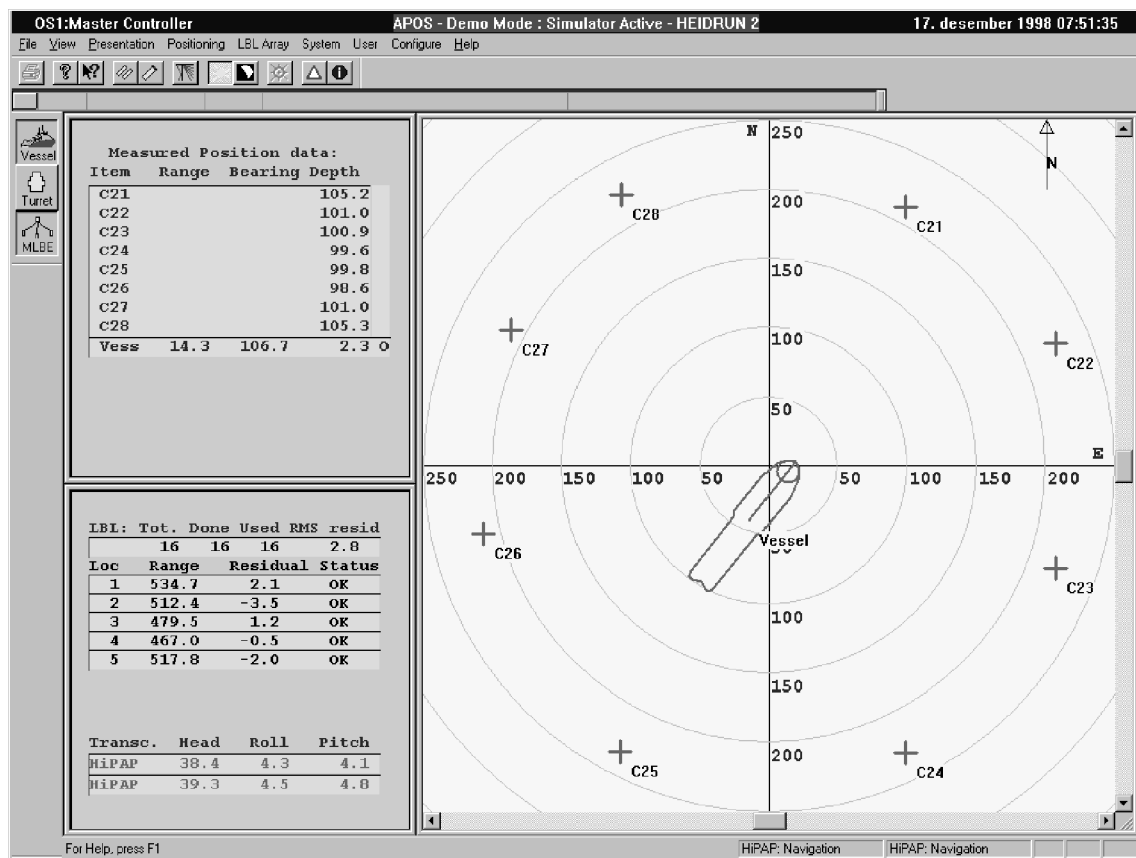 OS1:Master Controller APOS - Demo Mode : Simulator Active - HEIDRUN 2 17. desember 1998 07:51:35
File View Presentation Positioning LBL Array System User Configure Help
Vessel
Turret
MLBE
Measured Position data:
Item Range Bearing Depth
C21 105.2
C22 101.0
C23 100.9
C24 99.6
C25 99.8
C26 98.6
C27 101.0
C28 105.3
Vess 14.3 106.7 2.3 O
LBL: Tot. Done Used RMS resid
16 16 16 2.8
Loc Range Residual Status
1 534.7 2.1 OK
2 512.4 -3.5 OK
3 479.5 1.2 OK
4 467.0 -0.5 OK
5 517.8 -2.0 OK
Transc. Head Roll Pitch
HiPAP 38.4 4.3 4.1
HiPAP 39.3 4.5 4.8
N 250
N
C28
200
C21
150
C27
100
C22
50
E
250 200 150 100 50 50 100 150 200
C26
Vessel
50
C23
100
150
C25
200
C24
For Help, press F1 HiPAP: Navigation HiPAP: Navigation